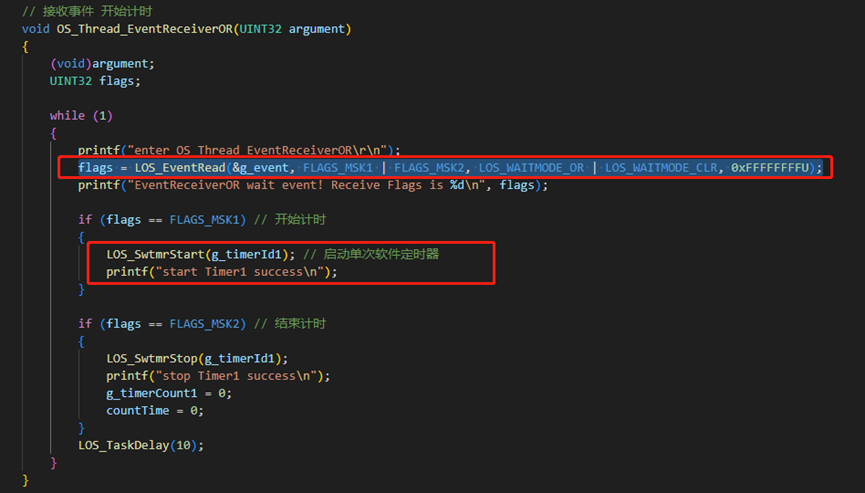 // 接收事件 开始计时
void OS_Thread_EventReceiverOR(UINT32 argument)
{
(void)argument;
UINT32 flags;
while (1)
{
printf("enter OS Thread EventReceiverOR\r\n");
flags = LOS_EventRead(&g_event, FLAGS_MSK1 | FLAGS_MSK2, LOS_WAITMODE_OR | LOS_WAITMODE_CLR, 0xFFFFFFFFU);
printf("EventReceiverOR wait event! Receive Flags is %d\n", flags);
if (flags == FLAGS_MSK1) // 开始计时
{
LOS_SwtmrStart(g_timerId1); // 启动单次软件定时器
printf("start Timer1 success\n");
}
if (flags == FLAGS_MSK2) // 结束计时
{
LOS_SwtmrStop(g_timerId1);
printf("stop Timer1 success\n");
g_timerCount1 = 0;
countTime = 0;
}
LOS_TaskDelay(10);
}
}